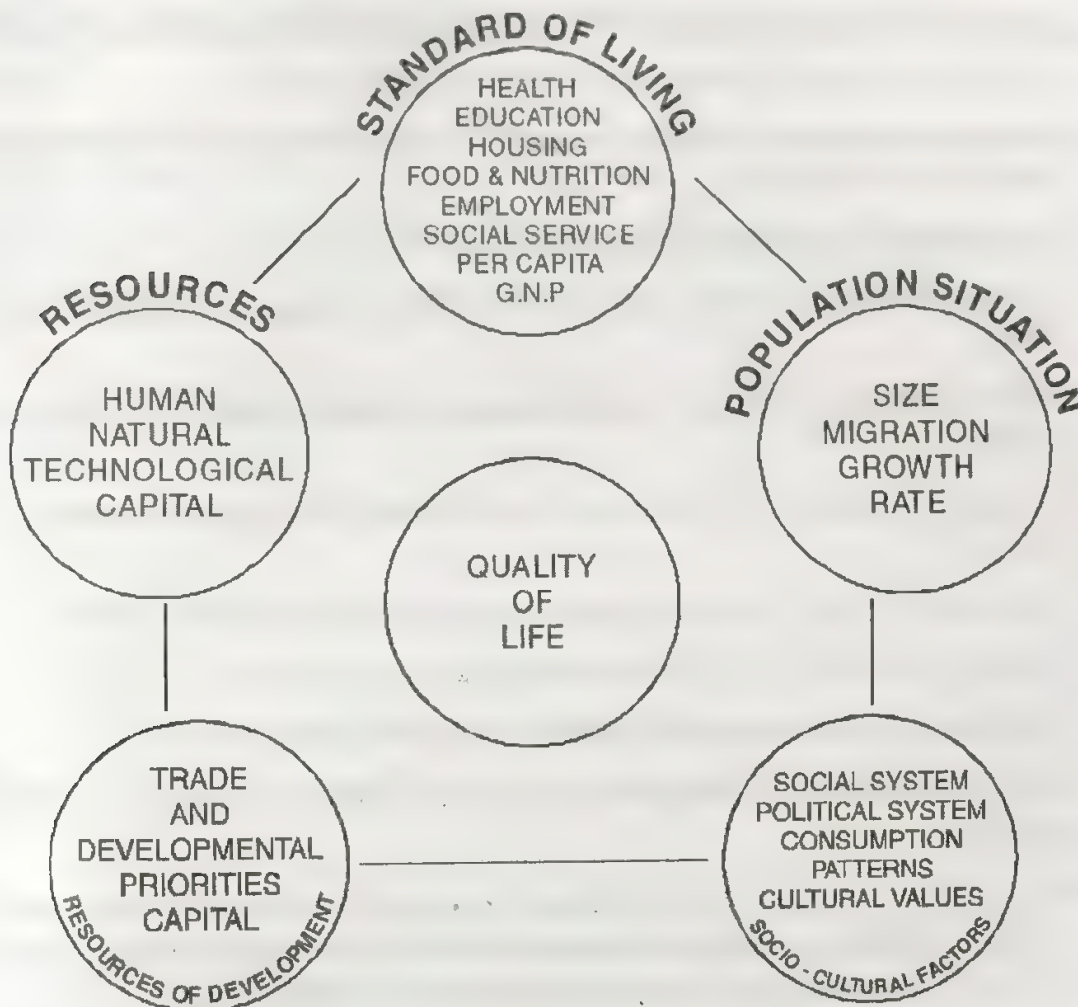 STANDARD OF LIVING
HEALTH
EDUCATION
HOUSING
FOOD & NUTRITION
EMPLOYMENT
SOCIAL SERVICE
PER CAPITA
G.N.P
RESOURCES
HUMAN
NATURAL
TECHNOLOGICAL
CAPITAL
POPULATION SITUATION
SIZE
MIGRATION
GROWTH
RATE
QUALITY
OF
LIFE
TRADE
AND
DEVELOPMENTAL
PRIORITIES
CAPITAL
RESOURCES OF DEVELOPMENT
SOCIAL SYSTEM
POLITICAL SYSTEM
CONSUMPTION
PATTERNS
CULTURAL VALUES
SOCIO - CULTURAL FACTORS